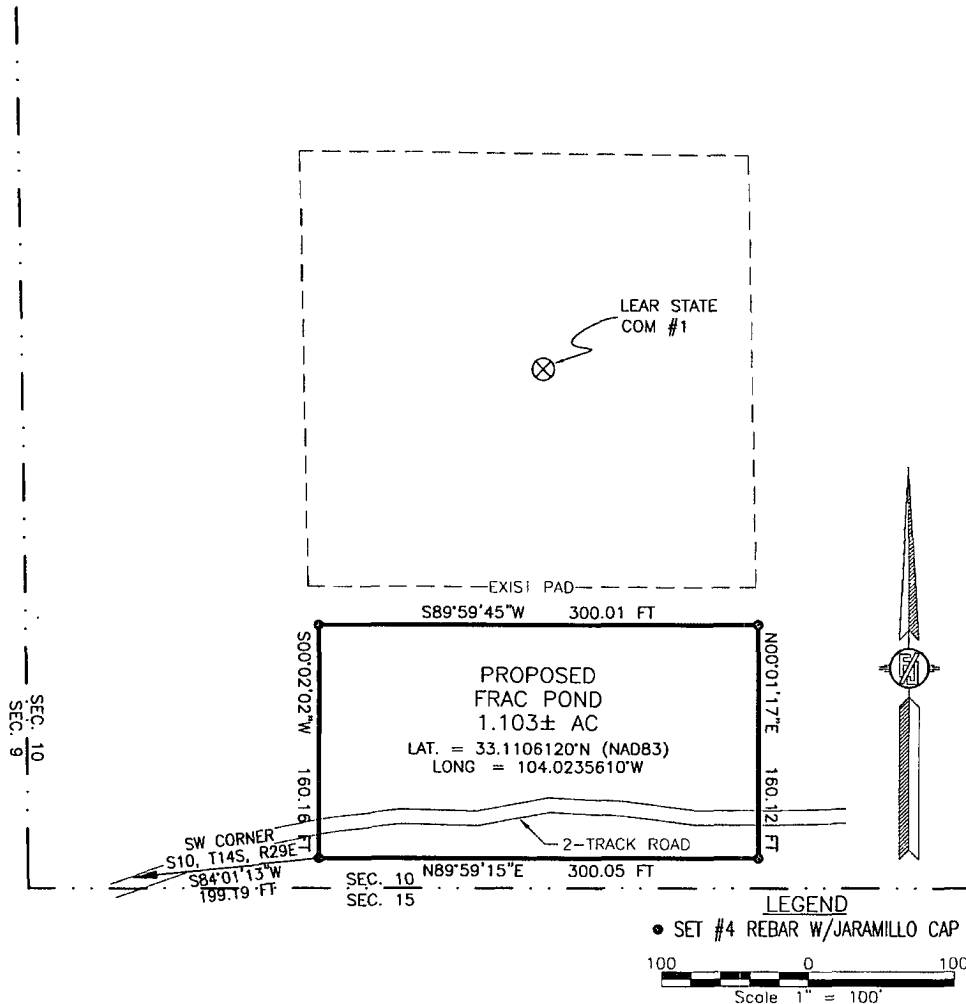 LEAR STATE
COM #1
EXIST PAD
S89°59'45"W 300.01 FT
S00°02'02"W 160.16 FT
N00°01'17"E 160.12 FT
PROPOSED
FRAC POND
1.103± AC
LAT. = 33.1106120°N (NAD83)
LONG = 104.0235610°W
SEC. 10
SEC. 9
2-TRACK ROAD
SW CORNER
S10, T14S, R29E
S84°01'13"W
199.19 FT
N89°59'15"E 300.05 FT
SEC. 10
SEC. 15
LEGEND
SET #4 REBAR W/JARAMILLO CAP
100 0 100
Scale 1" = 100'